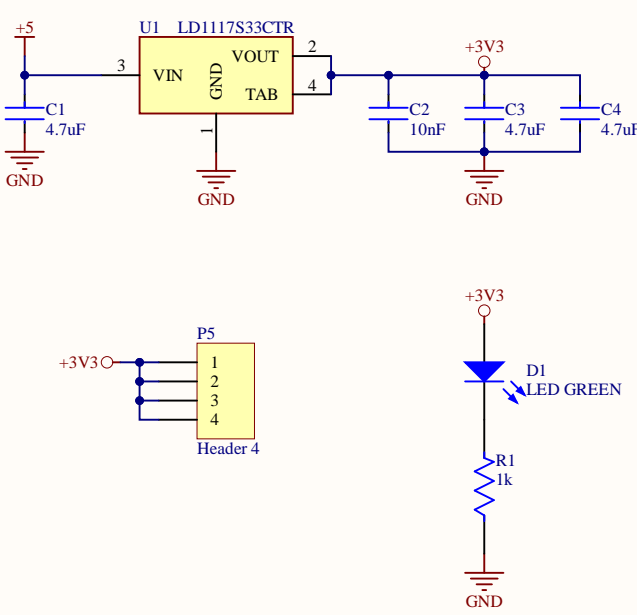 +5
U1 LD1117S33CTR
3 VIN GND VOUT 2
TAB 4
1
+3V3
C1
4.7uF
C2
10nF
C3
4.7uF
C4
4.7uF
GND
GND
GND
P5
+3V3
1
2
3
4
Header 4
+3V3
D1
LED GREEN
R1
1k
GND